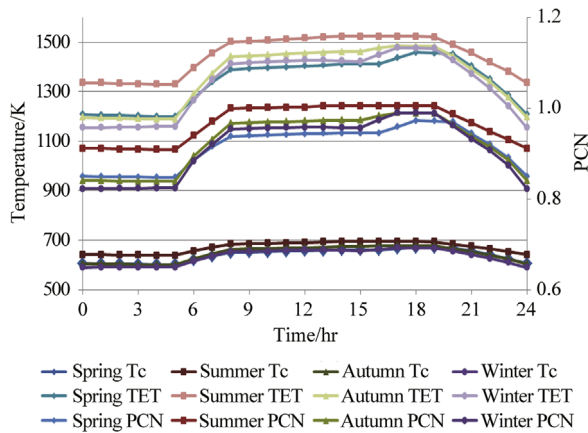 1500
1300
1100
900
700
500
Temperature/K
1.2
1.0
0.8
0.6
PCN
0 3 6 9 12 15 18 21 24
Time/hr
Spring Tc Summer Tc Autumn Tc Winter Tc
Spring TET Summer TET Autumn TET Winter TET
Spring PCN Summer PCN Autumn PCN Winter PCN